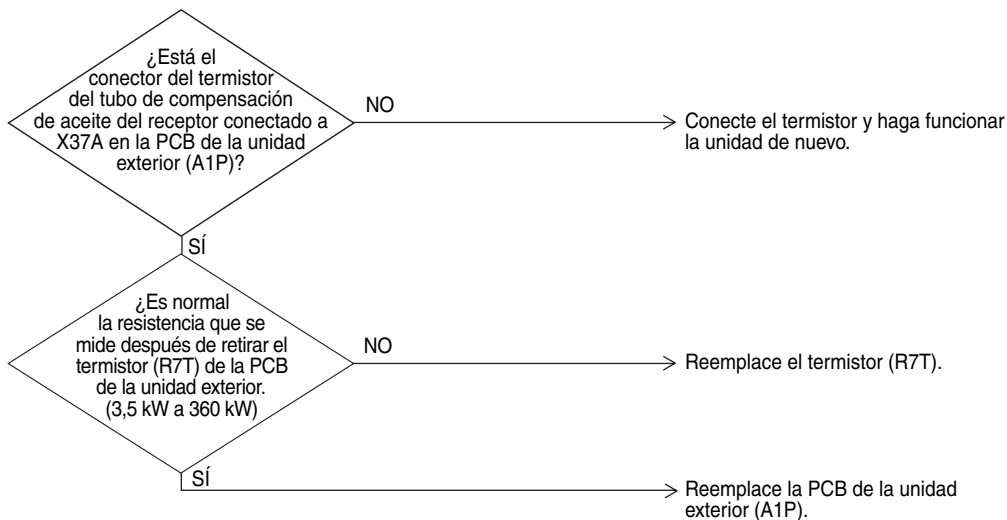 ¿Está el
conector del termistor
del tubo de compensación
de aceite del receptor conectado a
X37A en la PCB de la unidad
exterior (A1P)?
NO
Conecte el termistor y haga funcionar
la unidad de nuevo.
SÍ
¿Es normal
la resistencia que se
mide después de retirar el
termistor (R7T) de la PCB
de la unidad exterior.
(3,5 kW a 360 kW)
NO
Reemplace el termistor (R7T).
SÍ
Reemplace la PCB de la unidad
exterior (A1P).